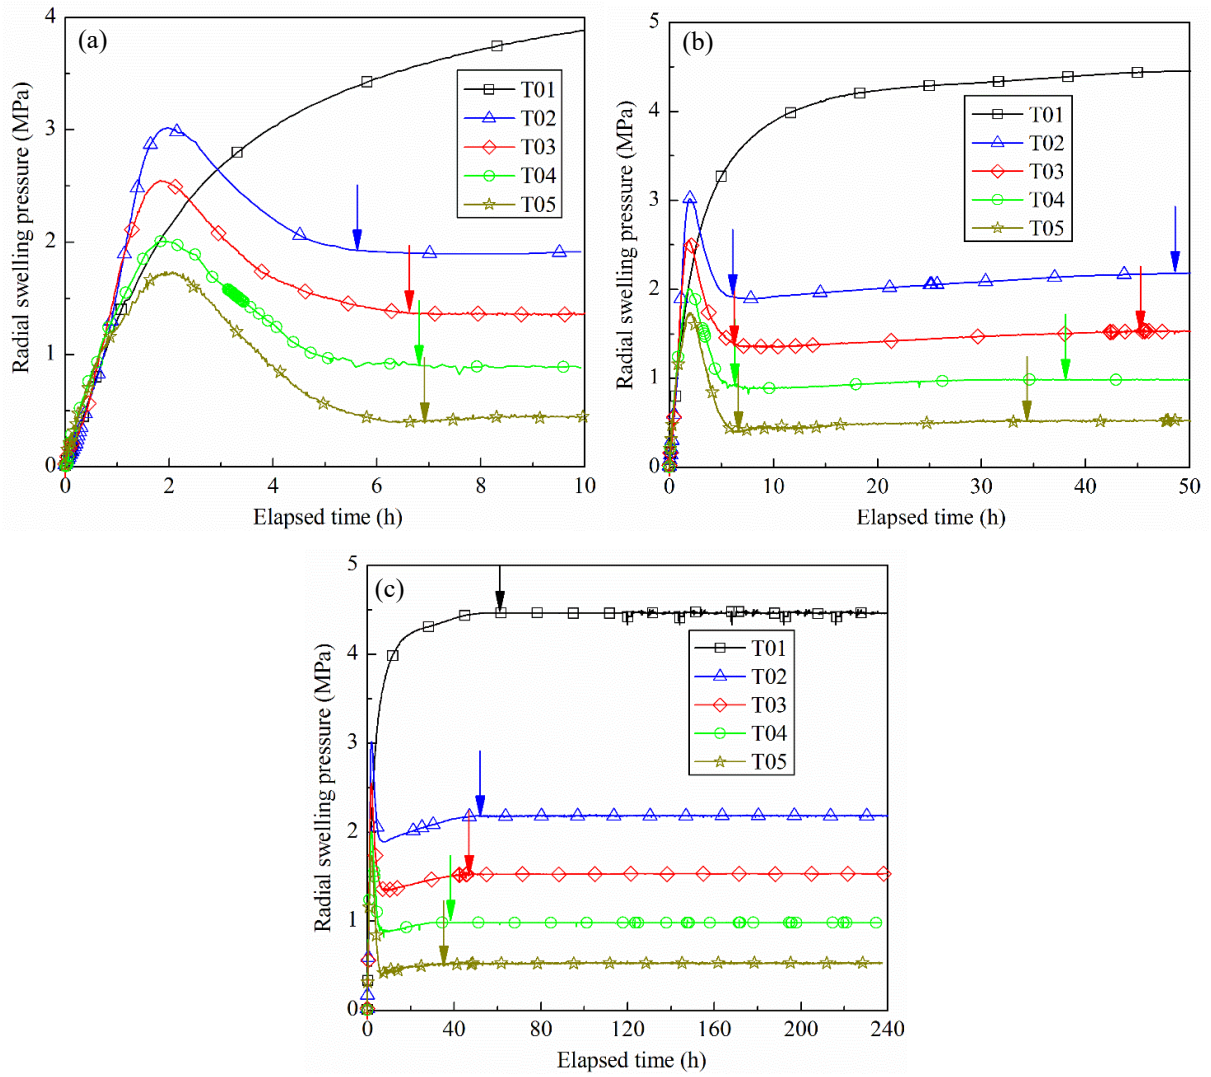 (a)
Radial swelling pressure (MPa)
4
3
2
1
0
0 2 4 6 8 10
Elapsed time (h)
T01
T02
T03
T04
T05
(b)
Radial swelling pressure (MPa)
5
4
3
2
1
0
0 10 20 30 40 50
Elapsed time (h)
T01
T02
T03
T04
T05
(c)
Radial swelling pressure (MPa)
5
4
3
2
1
0
0 40 80 120 160 200 240
Elapsed time (h)
T01
T02
T03
T04
T05